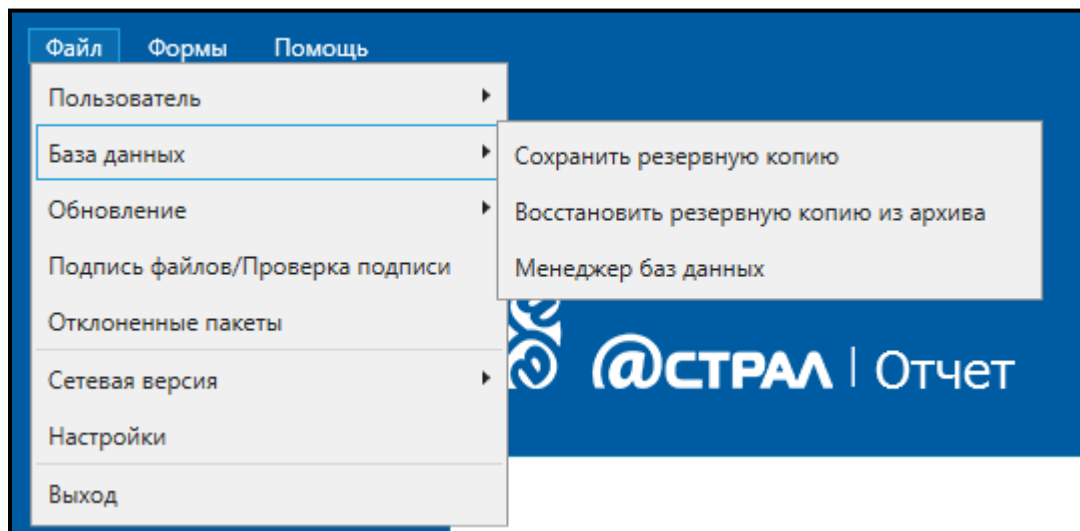 Файл Формы Помощь
Пользователь
База данных
Сохранить резервную копию
Обновление
Восстановить резервную копию из архива
Подпись файлов/Проверка подписи
Менеджер баз данных
Отклоненные пакеты
@СТРАЛ | Отчет
Сетевая версия
Настройки
Выход